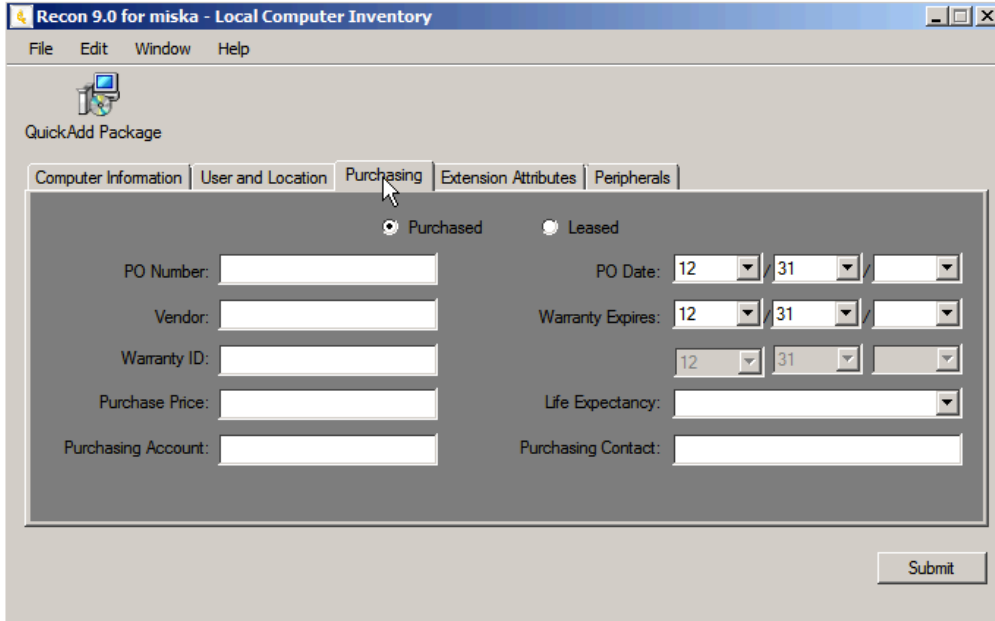 Recon 9.0 for miska - Local Computer Inventory
File Edit Window Help
QuickAdd Package
Computer Information User and Location Purchasing Extension Attributes Peripherals
Purchased Leased
PO Number: PO Date: 12 / 31 /
Vendor: Warranty Expires: 12 / 31 /
Warranty ID: 12 31
Purchase Price: Life Expectancy:
Purchasing Account: Purchasing Contact:
Submit